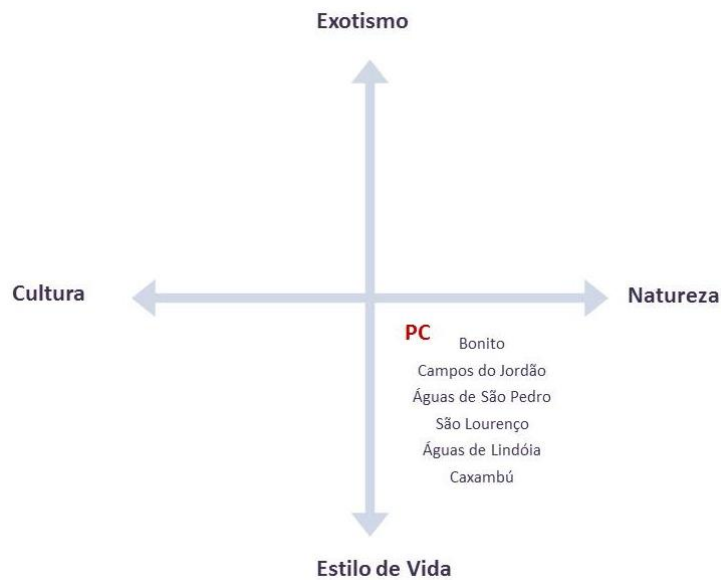 Exotismo
Cultura
Natureza
PC
Bonito
Campos do Jordão
Águas de São Pedro
São Lourenço
Águas de Lindóia
Caxambú
Estilo de Vida